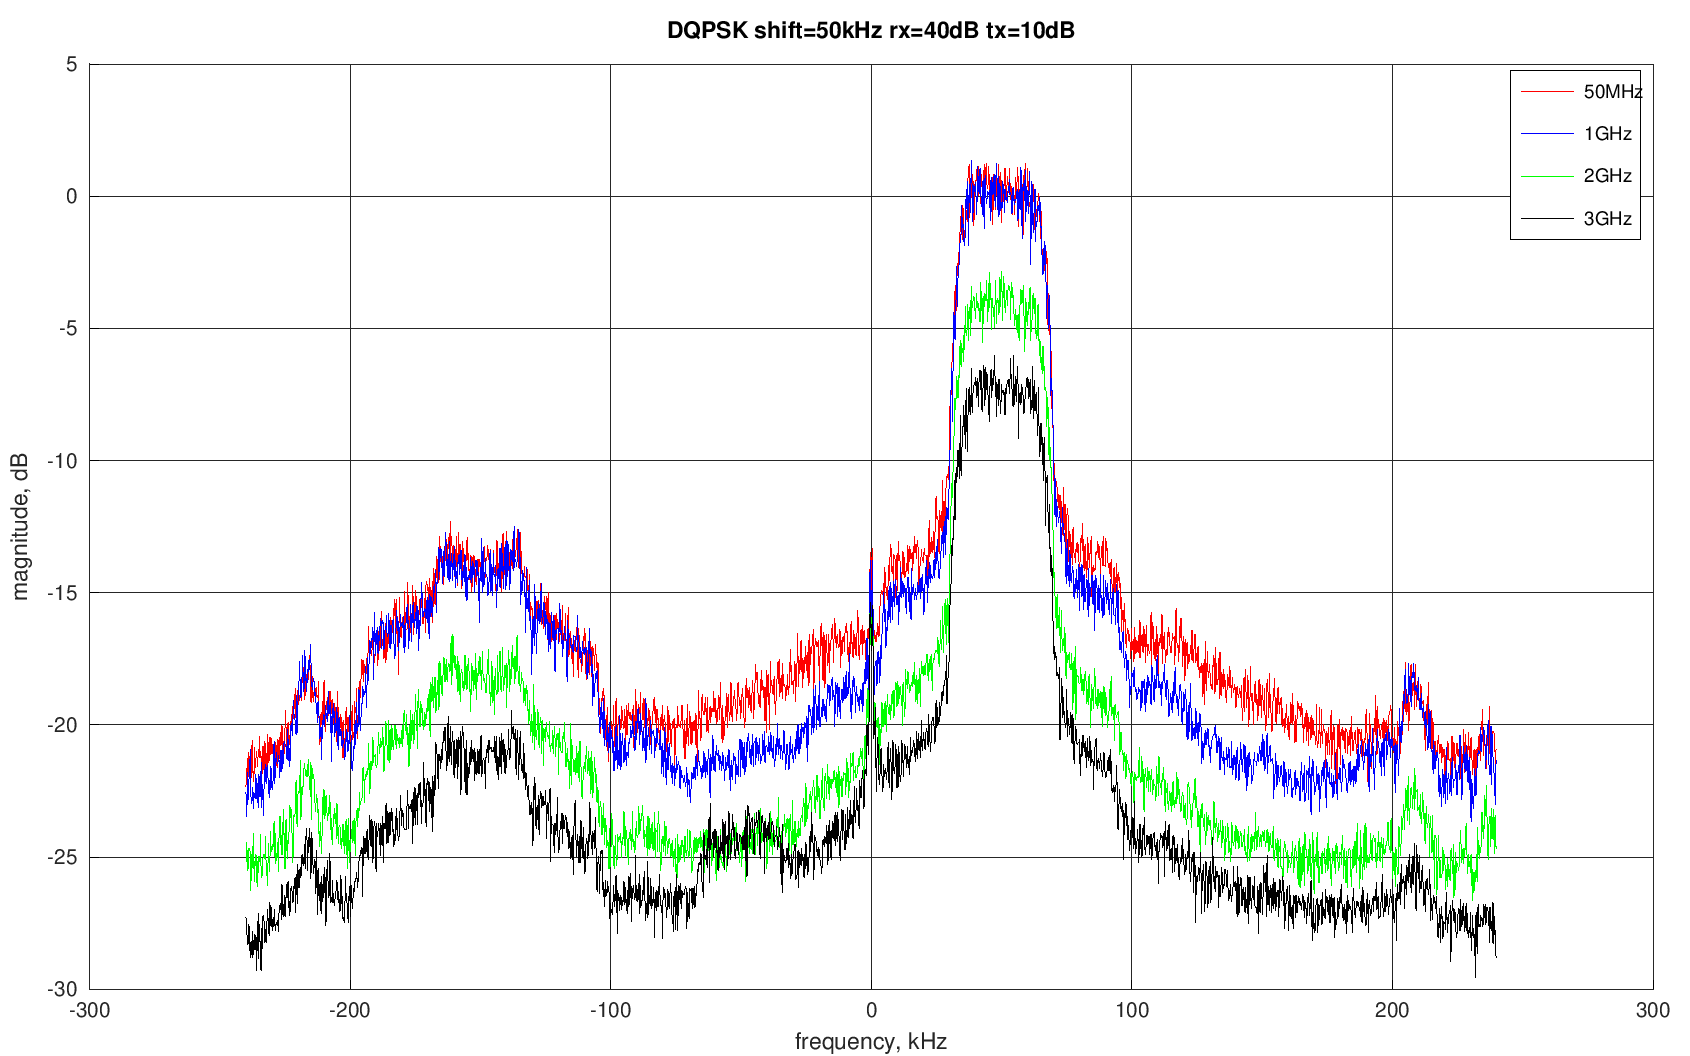 DQPSK shift=50kHz rx=40dB tx=10dB
5
0
-5
-10
-15
-20
-25
-30
magnitude, dB
50MHz
1GHz
2GHz
3GHz
-300
-200
-100
0
100
200
300
frequency, kHz